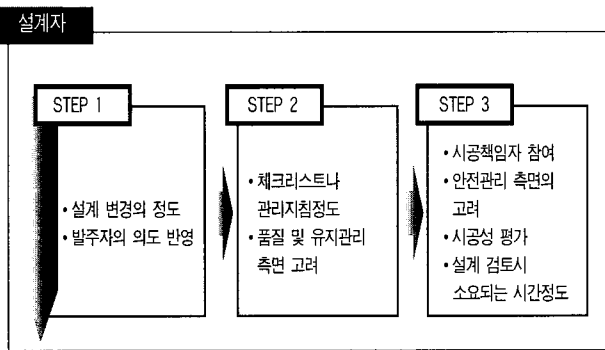 설계자
STEP 1
• 설계 변경의 정도
• 발주자의 의도 반영
STEP 2
• 체크리스트나
관리지침정도
• 품질 및 유지관리
측면 고려
STEP 3
• 시공책임자 참여
• 안전관리 측면의
고려
• 시공성 평가
• 설계 검토시
소요되는 시간정도